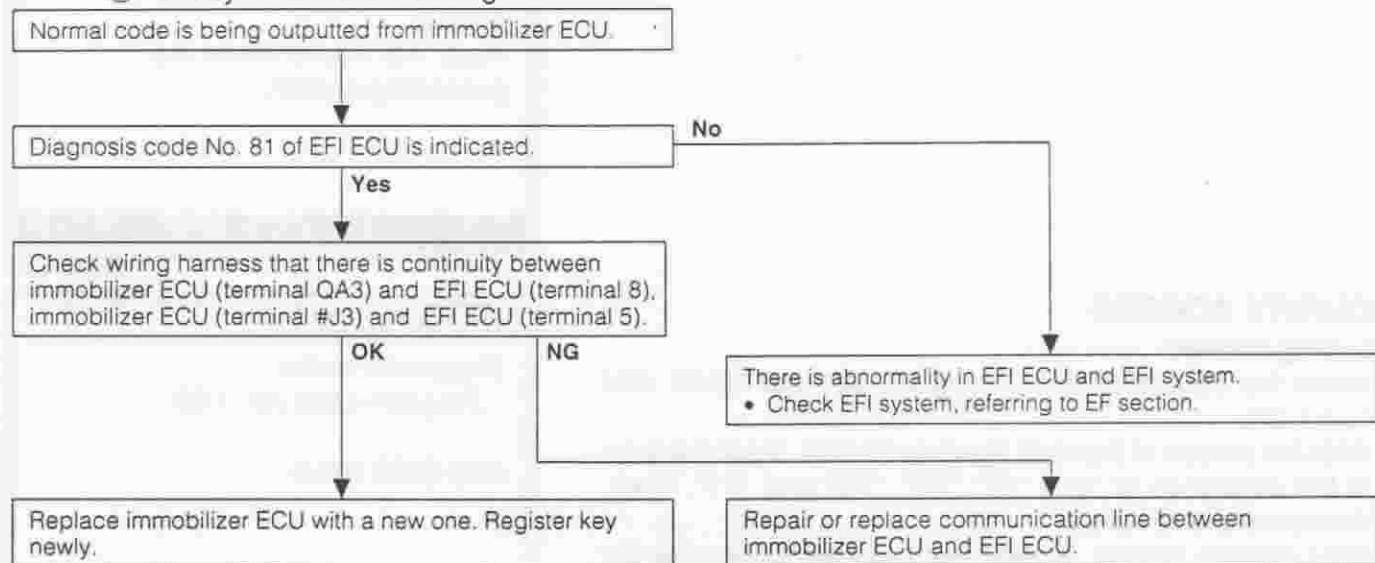 Normal code is being outputted from immobilizer ECU.
Diagnosis code No. 81 of EFI ECU is indicated.
No
Yes
Check wiring harness that there is continuity between
immobilizer ECU (terminal QA3) and EFI ECU (terminal 8),
immobilizer ECU (terminal #J3) and EFI ECU (terminal 5).
OK
NG
There is abnormality in EFI ECU and EFI system.
• Check EFI system, referring to EF section.
Replace immobilizer ECU with a new one. Register key
newly.
Repair or replace communication line between
immobilizer ECU and EFI ECU.